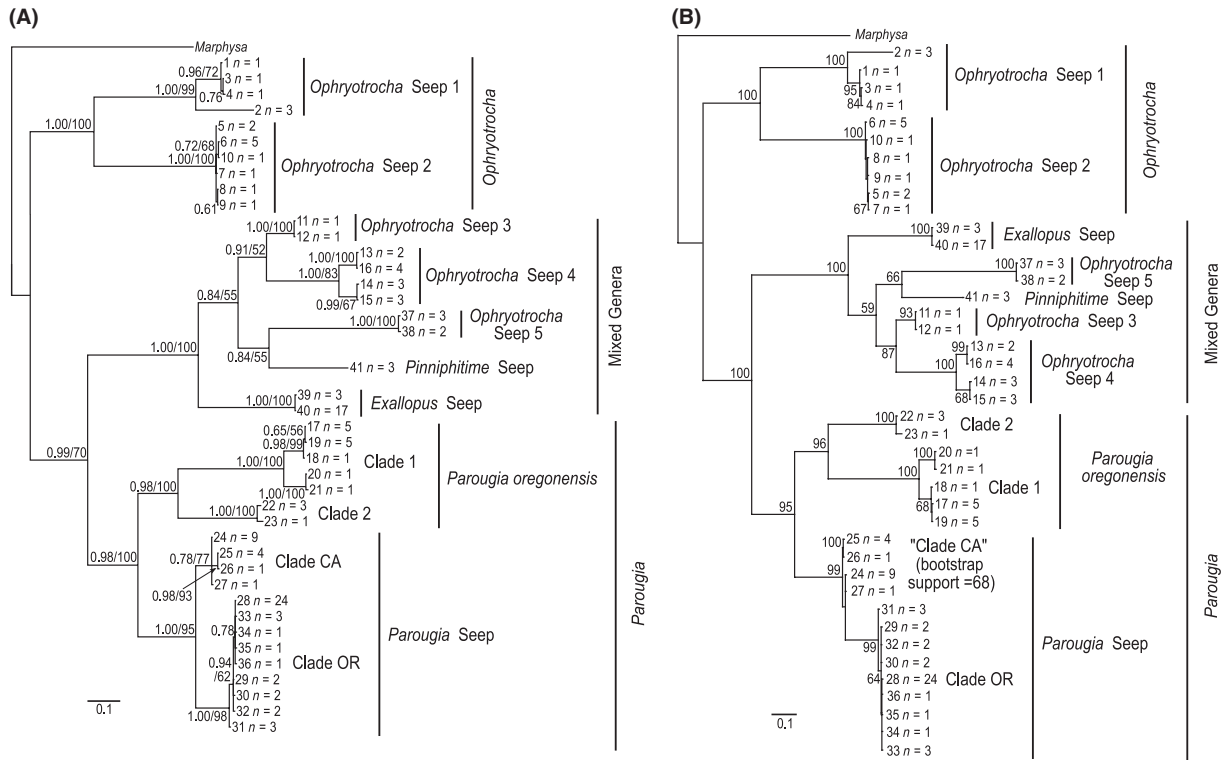 (A)
Marphysa
0.96/72
1 n = 1
3 n = 1
1.00/99
0.76
4 n = 1
2 n = 3
Ophryotrocha Seep 1
1.00/100
5 n = 2
0.72/68
6 n = 5
10 n = 1
1.00/100
7 n = 1
8 n = 1
0.61
9 n = 1
Ophryotrocha Seep 2
Ophryotrocha
11 n = 1
1.00/100
12 n = 1
Ophryotrocha Seep 3
0.91/52
13 n = 2
1.00/100
16 n = 4
1.00/83
14 n = 3
0.99/67
15 n = 3
Ophryotrocha Seep 4
0.84/55
37 n = 3
1.00/100
38 n = 2
Ophryotrocha
Seep 5
0.84/55
41 n = 3
Pinniphitime Seep
1.00/100
39 n = 3
1.00/100
40 n = 17
Exallopus Seep
Mixed Genera
0.99/70
0.65/56
17 n = 5
0.98/99
19 n = 5
18 n = 1
1.00/100
20 n = 1
1.00/100
21 n = 1
Clade 1
0.98/100
22 n = 3
1.00/100
23 n = 1
Clade 2
Parougia oregonensis
0.98/100
24 n = 9
0.78/77
25 n = 4
26 n = 1
27 n = 1
0.98/93
Clade CA
1.00/95
28 n = 24
33 n = 3
0.78
34 n = 1
35 n = 1
0.94
/62
36 n = 1
29 n = 2
30 n = 2
32 n = 2
1.00/98
31 n = 3
Clade OR
Parougia Seep
Parougia
0.1
(B)
Marphysa
2 n = 3
100
1 n = 1
95
3 n = 1
84
4 n = 1
Ophryotrocha Seep 1
100
6 n = 5
100
10 n = 1
8 n = 1
9 n = 1
5 n = 2
67
7 n = 1
Ophryotrocha Seep 2
Ophryotrocha
39 n = 3
100
40 n = 17
Exallopus Seep
100
37 n = 3
100
38 n = 2
Ophryotrocha
Seep 5
66
41 n = 3
Pinniphitime Seep
59
93
11 n = 1
12 n = 1
Ophryotrocha Seep 3
87
99
13 n = 2
16 n = 4
100
14 n = 3
68
15 n = 3
Ophryotrocha
Seep 4
Mixed Genera
100
100
22 n = 3
23 n = 1
Clade 2
96
100
20 n =1
21 n = 1
100
18 n = 1
68
17 n = 5
19 n = 5
Clade 1
Parougia
oregonensis
95
25 n = 4
100
26 n = 1
99
24 n = 9
27 n = 1
"Clade CA"
(bootstrap
support =68)
31 n = 3
29 n = 2
99
32 n = 2
30 n = 2
64
28 n = 24
36 n = 1
35 n = 1
34 n = 1
33 n = 3
Clade OR
Parougia Seep
Parougia
0.1